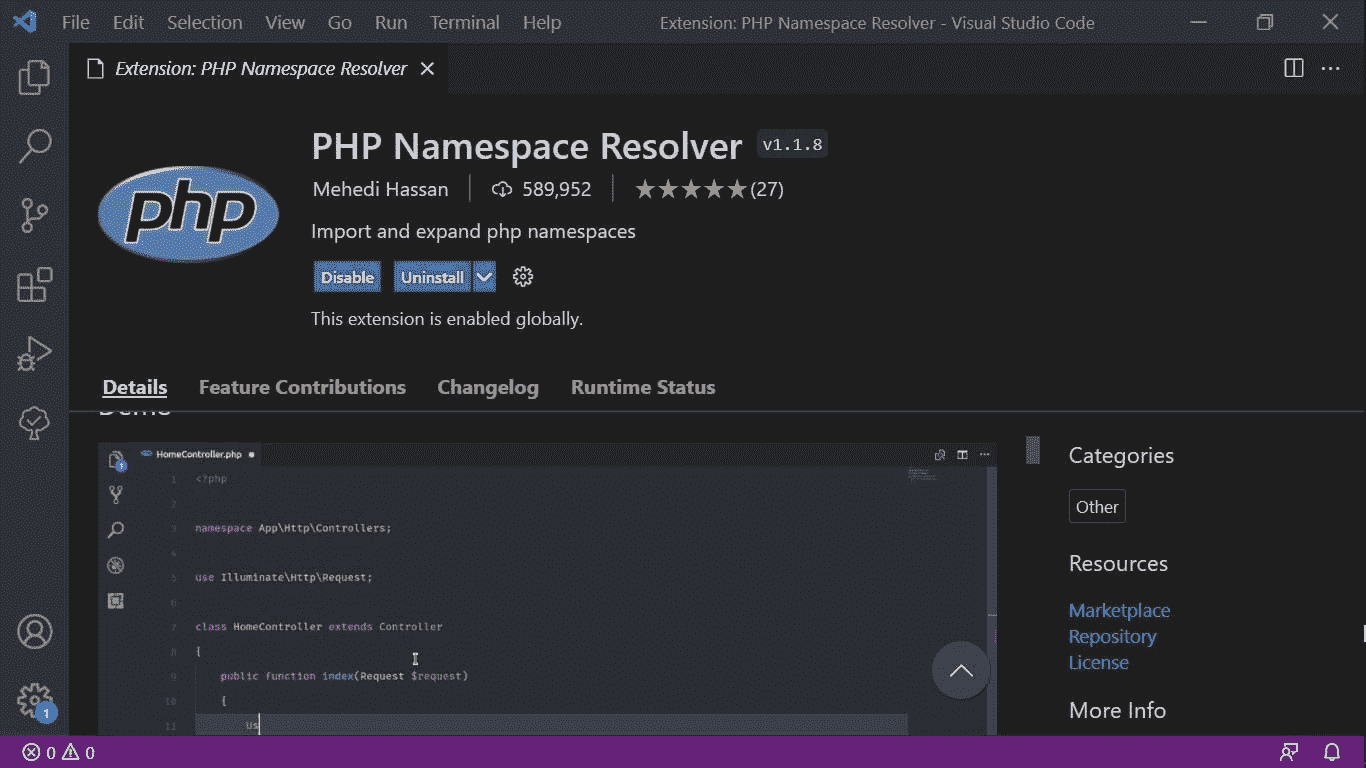 File Edit Selection View Go Run Terminal Help Extension: PHP Namespace Resolver - Visual Studio Code
Extension: PHP Namespace Resolver
php
PHP Namespace Resolver v1.1.8
Mehedi Hassan 589,952 (27)
Import and expand php namespaces
Disable Uninstall
This extension is enabled globally.
Details Feature Contributions Changelog Runtime Status
Demo
HomeController.php
1 <?php
2
3 namespace App\Http\Controllers;
4
5 use Illuminate\Http\Request;
6
7 class HomeController extends Controller
8 {
9 public function index(Request $request)
10 {
11 Us
1
Categories
Other
Resources
Marketplace
Repository
License
More Info
1
0 0